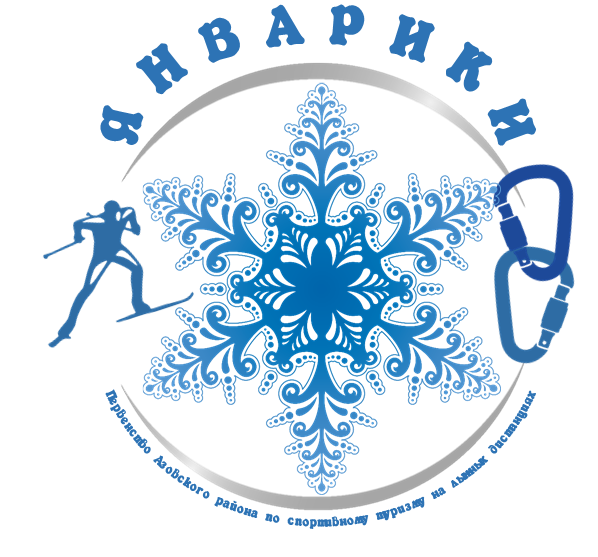 ЯНВАРИКИ
Первенство Азовского района по спортивному туризму на лыжных дистанциях